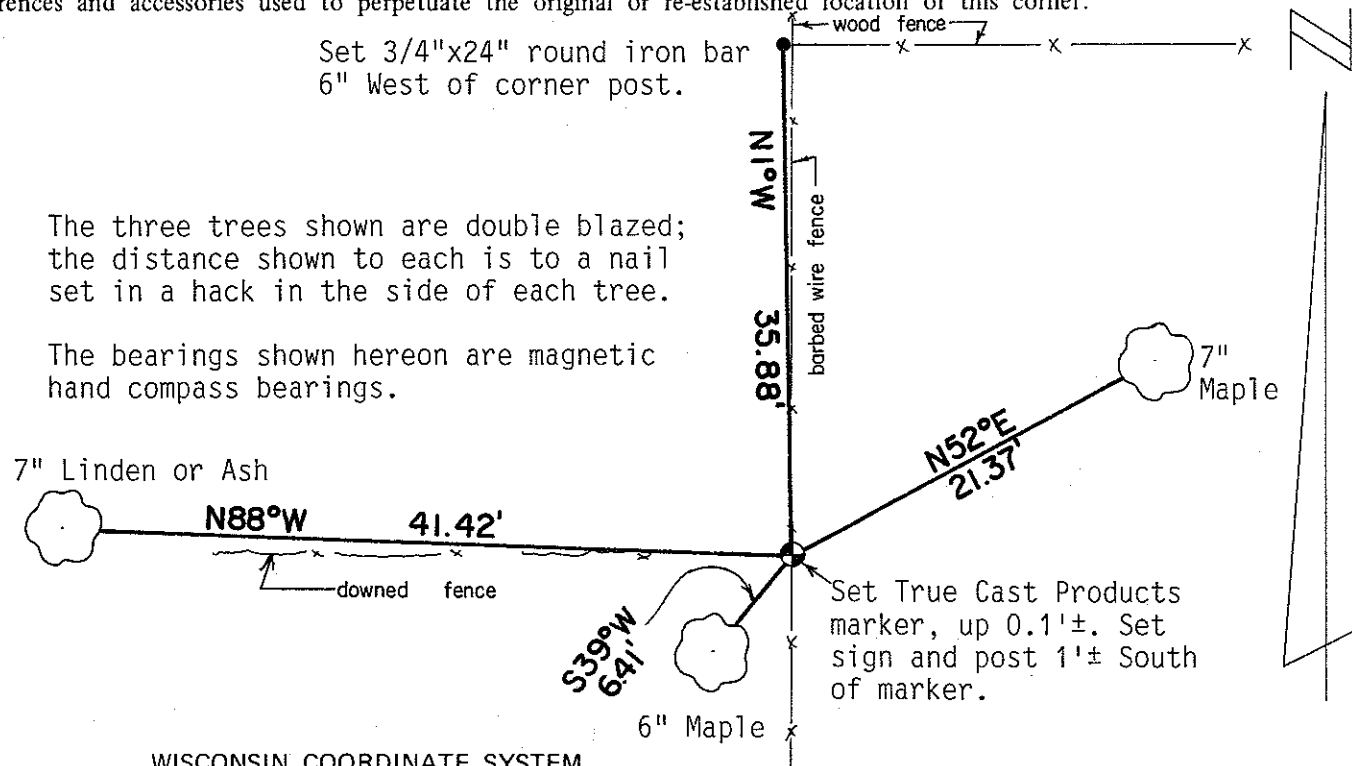 rences and accessories used to perpetuate the original or re-established location of this corner.
wood fence
Set 3/4"x24" round iron bar
6" West of corner post.
N1°W
35.88'
barbed wire fence
The three trees shown are double blazed;
the distance shown to each is to a nail
set in a hack in the side of each tree.
The bearings shown hereon are magnetic
hand compass bearings.
7"
Maple
N52°E
21.37'
7" Linden or Ash
N88°W 41.42'
downed fence
S39°W
6.41'
6" Maple
Set True Cast Products
marker, up 0.1'±. Set
sign and post 1'± South
of marker.
N
WISCONSIN COORDINATE SYSTEM